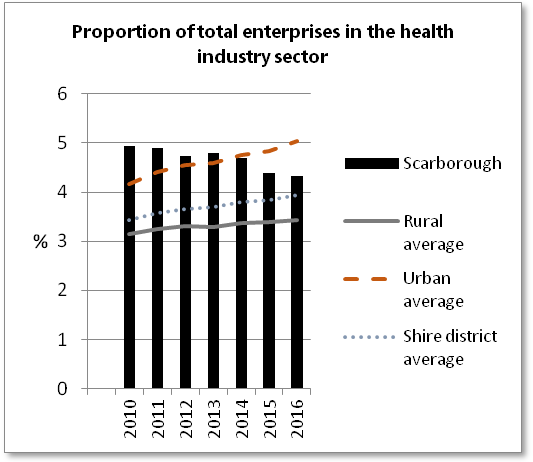 Proportion of total enterprises in the health
industry sector
6
5
4
3
2
1
0
%
2010
2011
2012
2013
2014
2015
2016
Scarborough
Rural
average
Urban
average
Shire district
average